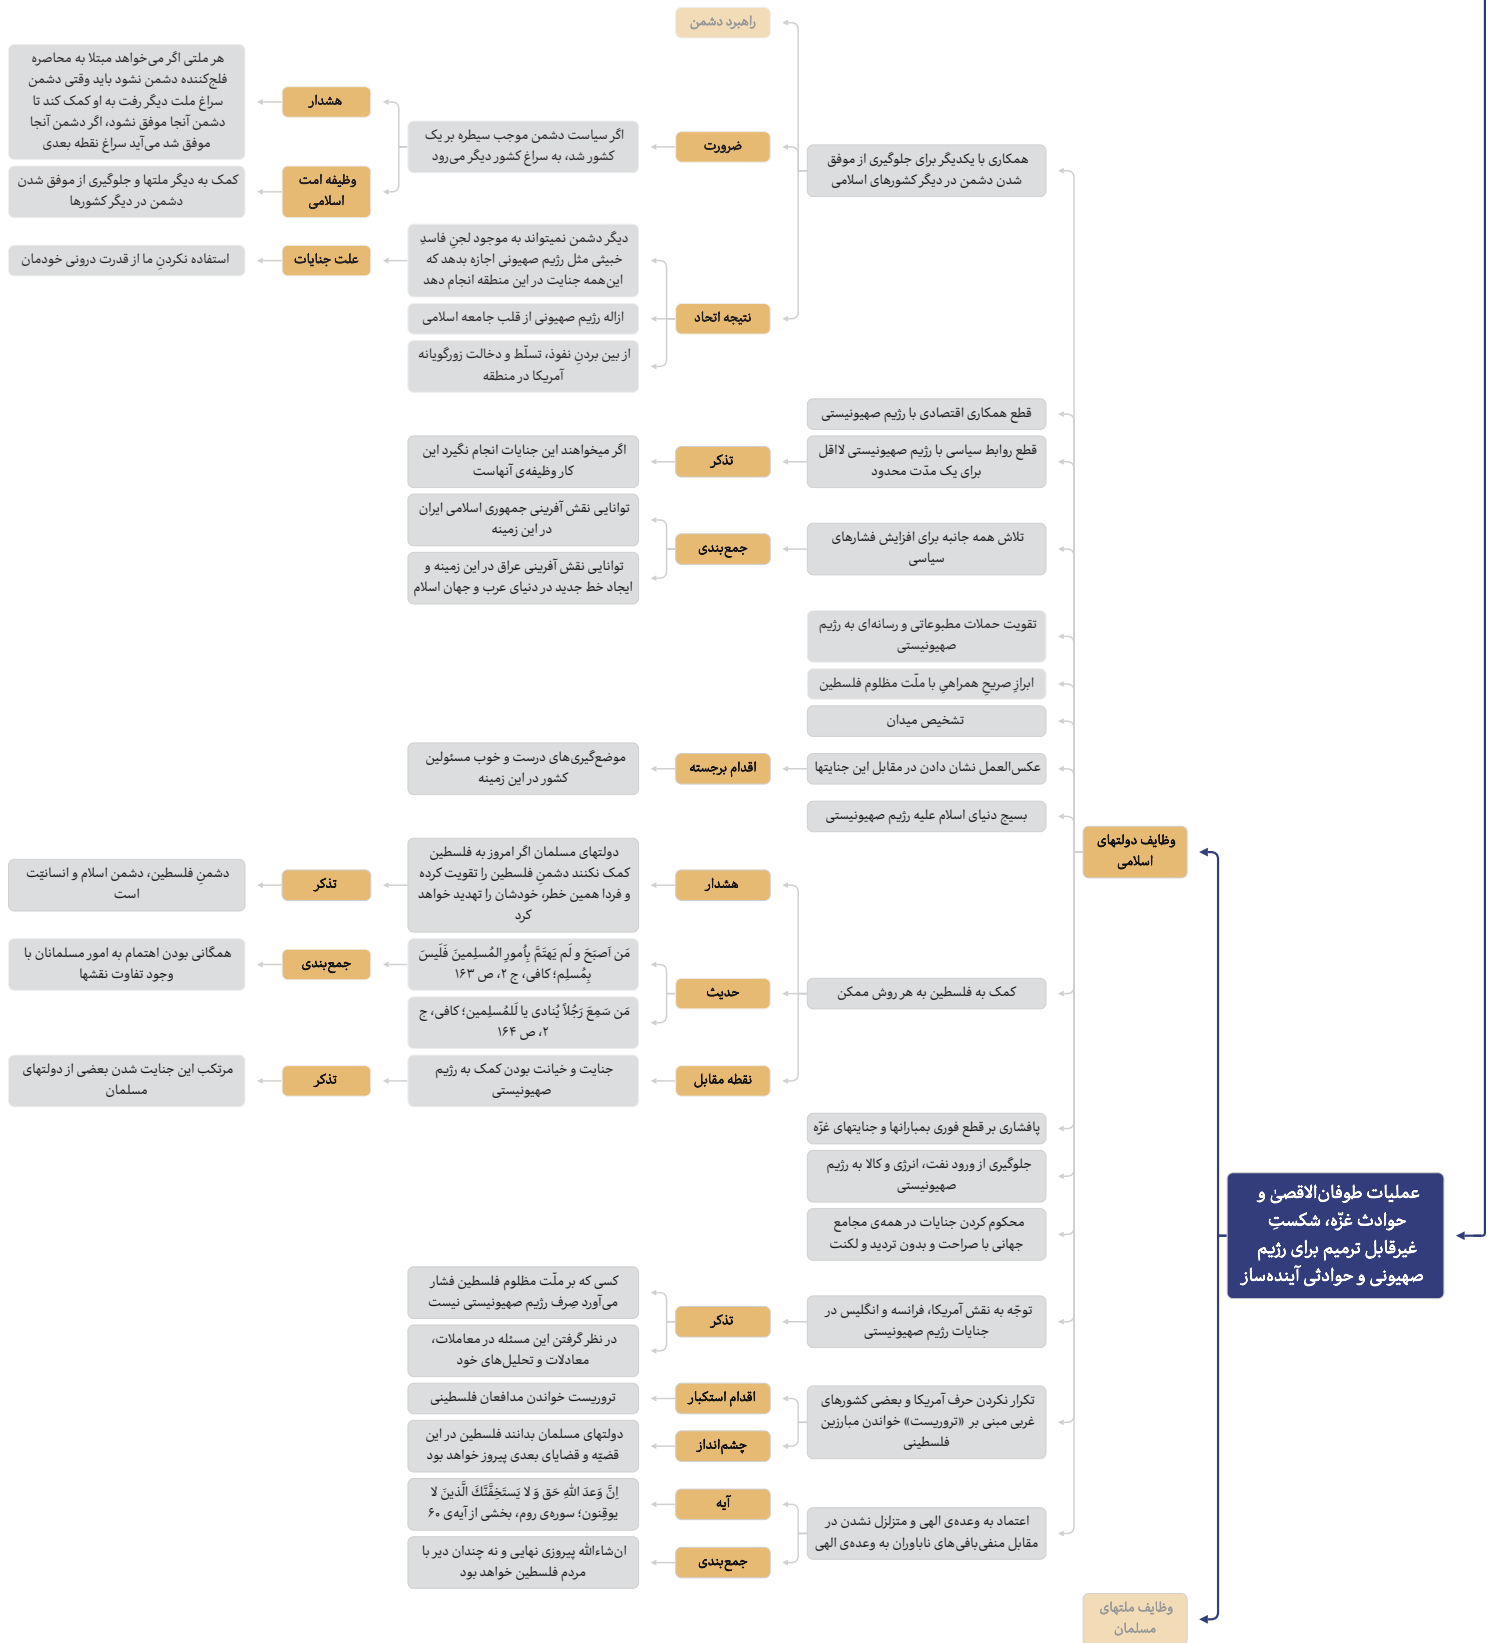 عملیات طوفان‌الاقصیٰ و
حوادث غزّه، شکستِ
غیرقابل ترمیم برای رژیم
صهیونی و حوادثی آینده‌ساز
وظایف دولتهای
اسلامی
همکاری با یکدیگر برای جلوگیری از موفق
شدن دشمن در دیگر کشورهای اسلامی
راهبرد دشمن
ضرورت
اگر سیاست دشمن موجب سیطره بر یک
کشور شد، به سراغ کشور دیگر می‌رود
هشدار
هر ملتی اگر می‌خواهد مبتلا به محاصره
فلج‌کننده دشمن نشود باید وقتی دشمن
سراغ ملت دیگر رفت به او کمک کند تا
دشمن آنجا موفق نشود، اگر دشمن آنجا
موفق شد می‌آید سراغ نقطه بعدی
وظیفه امت
اسلامی
کمک به دیگر ملتها و جلوگیری از موفق شدن
دشمن در دیگر کشورها
نتیجه اتحاد
دیگر دشمن نمیتواند به موجود لجنِ فاسدِ
خبیثی مثل رژیم صهیونی اجازه بدهد که
این‌همه جنایت در این منطقه انجام دهد
علت جنایات
استفاده نکردنِ ما از قدرت درونی خودمان
ازاله رژیم صهیونی از قلب جامعه اسلامی
از بین بردنِ نفوذ، تسلّط و دخالت زورگویانه
آمریکا در منطقه
قطع همکاری اقتصادی با رژیم صهیونیستی
قطع روابط سیاسی با رژیم صهیونیستی لااقل
برای یک مدّت محدود
تذکر
اگر میخواهند این جنایات انجام نگیرد این
کار وظیفه‌ی آنهاست
تلاش همه جانبه برای افزایش فشارهای
سیاسی
جمع‌بندی
توانایی نقش آفرینی جمهوری اسلامی ایران
در این زمینه
توانایی نقش آفرینی عراق در این زمینه و
ایجاد خط جدید در دنیای عرب و جهان اسلام
تقویت حملات مطبوعاتی و رسانه‌ای به رژیم
صهیونیستی
ابرازِ صریحِ همراهیِ با ملّت مظلوم فلسطین
تشخیص میدان
عکس‌العمل نشان دادن در مقابل این جنایتها
اقدام برجسته
موضع‌گیری‌های درست و خوب مسئولین
کشور در این زمینه
بسیج دنیای اسلام علیه رژیم صهیونیستی
کمک به فلسطین به هر روش ممکن
هشدار
دولتهای مسلمان اگر امروز به فلسطین
کمک نکنند دشمنِ فلسطین را تقویت کرده
و فردا همین خطر، خودشان را تهدید خواهد
کرد
تذکر
دشمنِ فلسطین، دشمن اسلام و انسانیّت
است
حدیث
مَن اَصبَحَ و لَم یَهتَمَّ بِاُمورِ المُسلِمینَ فَلَیسَ
بِمُسلِم؛ کافی، ج ۲، ص ۱۶۳
جمع‌بندی
همگانی بودن اهتمام به امور مسلمانان با
وجود تفاوت نقشها
مَن سَمِعَ رَجُلاً یُنادی یا لَلمُسلِمین؛ کافی، ج
۲، ص ۱۶۴
نقطه مقابل
جنایت و خیانت بودن کمک به رژیم
صهیونیستی
تذکر
مرتکب این جنایت شدن بعضی از دولتهای
مسلمان
پافشاری بر قطع فوری بمبارانها و جنایتهای غزّه
جلوگیری از ورود نفت، انرژی و کالا به رژیم
صهیونیستی
محکوم کردن جنایات در همه‌ی مجامع
جهانی با صراحت و بدون تردید و لکنت
توجّه به نقش آمریکا، فرانسه و انگلیس در
جنایات رژیم صهیونیستی
تذکر
کسی که بر ملّت مظلوم فلسطین فشار
می‌آورد صِرف رژیم صهیونیستی نیست
در نظر گرفتن این مسئله در معاملات،
معادلات و تحلیل‌های خود
تکرار نکردن حرف آمریکا و بعضی کشورهای
غربی مبنی بر «تروریست» خواندن مبارزین
فلسطینی
اقدام استکبار
تروریست خواندن مدافعان فلسطینی
چشم‌انداز
دولتهای مسلمان بدانند فلسطین در این
قضیّه و قضایای بعدی پیروز خواهد بود
اعتماد به وعده‌ی الهی و متزلزل نشدن در
مقابل منفی‌بافی‌های ناباوران به وعده‌ی الهی
آیه
اِنَّ وَعدَ اللهِ حَق وَ لا یَستَخِفَّنَّکَ الَّذینَ لا
یوقِنون؛ سوره‌ی روم، بخشی از آیه‌ی ۶۰
جمع‌بندی
ان‌شاءالله پیروزی نهایی و نه چندان دیر با
مردم فلسطین خواهد بود
وظایف ملتهای
مسلمان